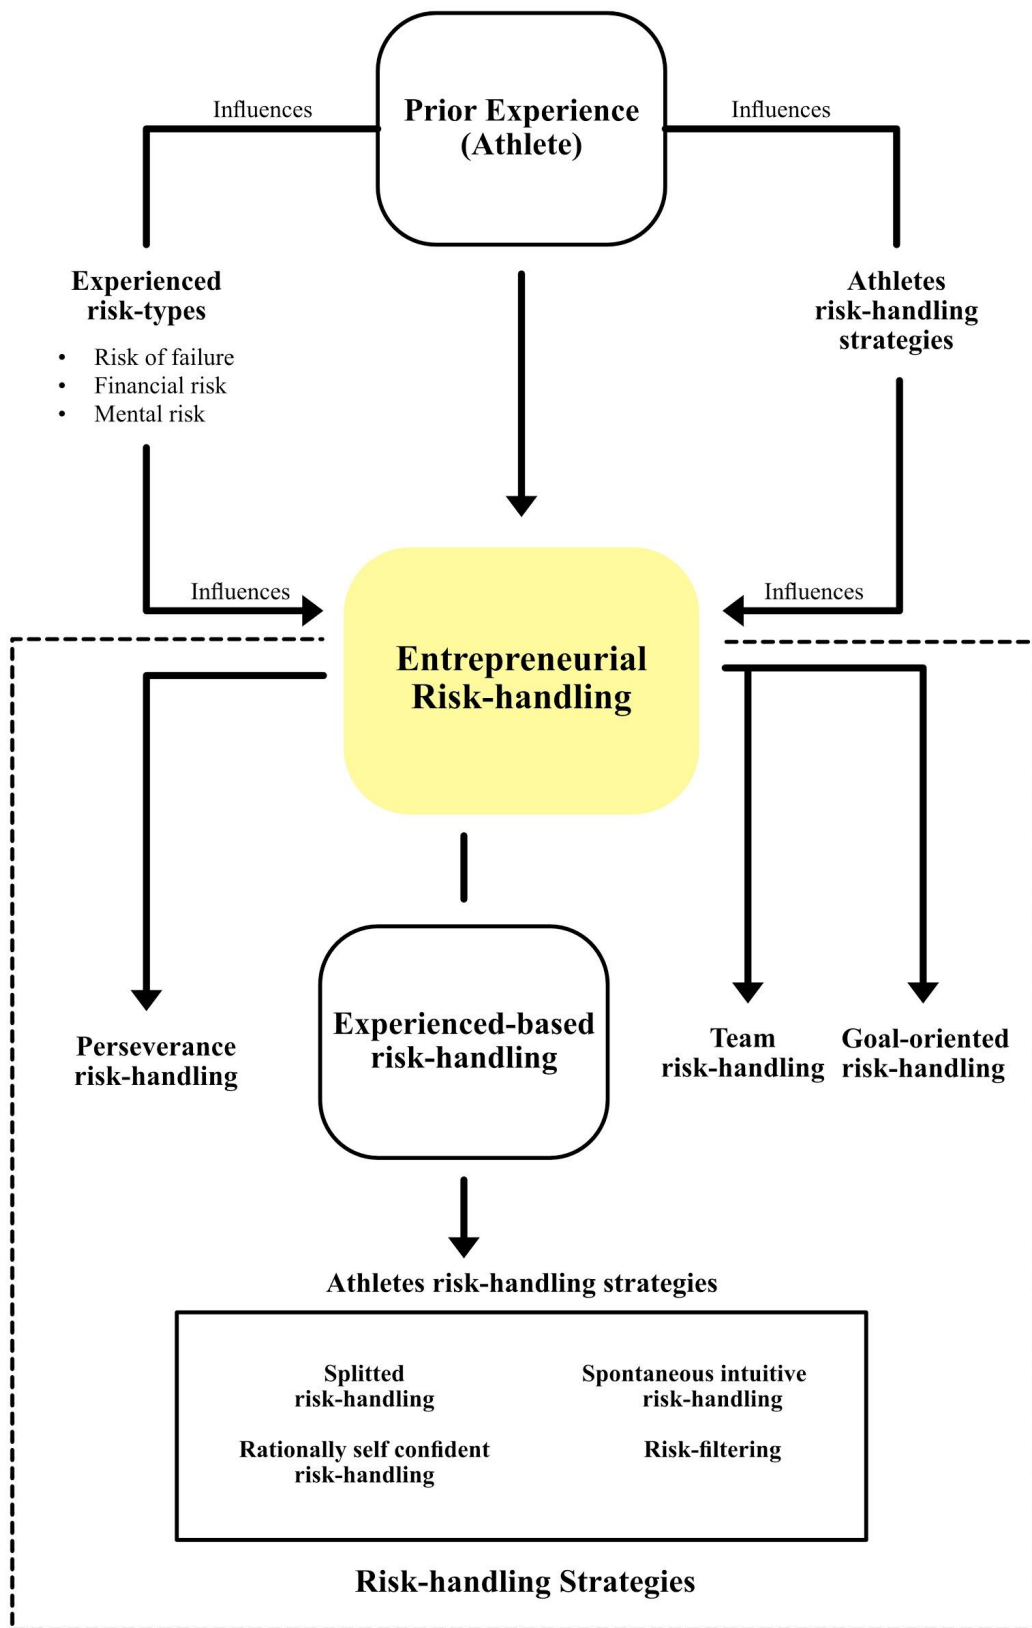 Influences
Prior Experience
(Athlete)
Influences
Experienced
risk-types
• Risk of failure
• Financial risk
• Mental risk
Athletes
risk-handling
strategies
Influences
Influences
Entrepreneurial
Risk-handling
Perseverance
risk-handling
Experienced-based
risk-handling
Team
risk-handling
Goal-oriented
risk-handling
Athletes risk-handling strategies
Splitted
risk-handling
Spontaneous intuitive
risk-handling
Rationally self confident
risk-handling
Risk-filtering
Risk-handling Strategies